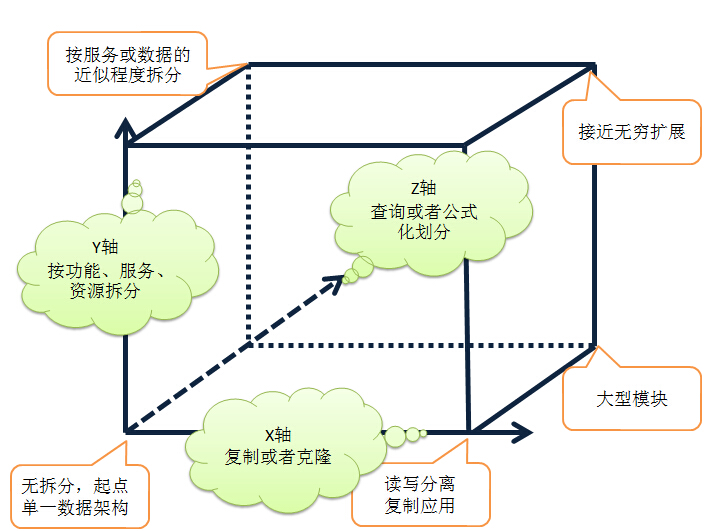 按服务或数据的
近似程度拆分
接近无穷扩展
Z轴
查询或者公式
化划分
Y轴
按功能、服务、
资源拆分
大型模块
X轴
复制或者克隆
无拆分，起点
单一数据架构
读写分离
复制应用